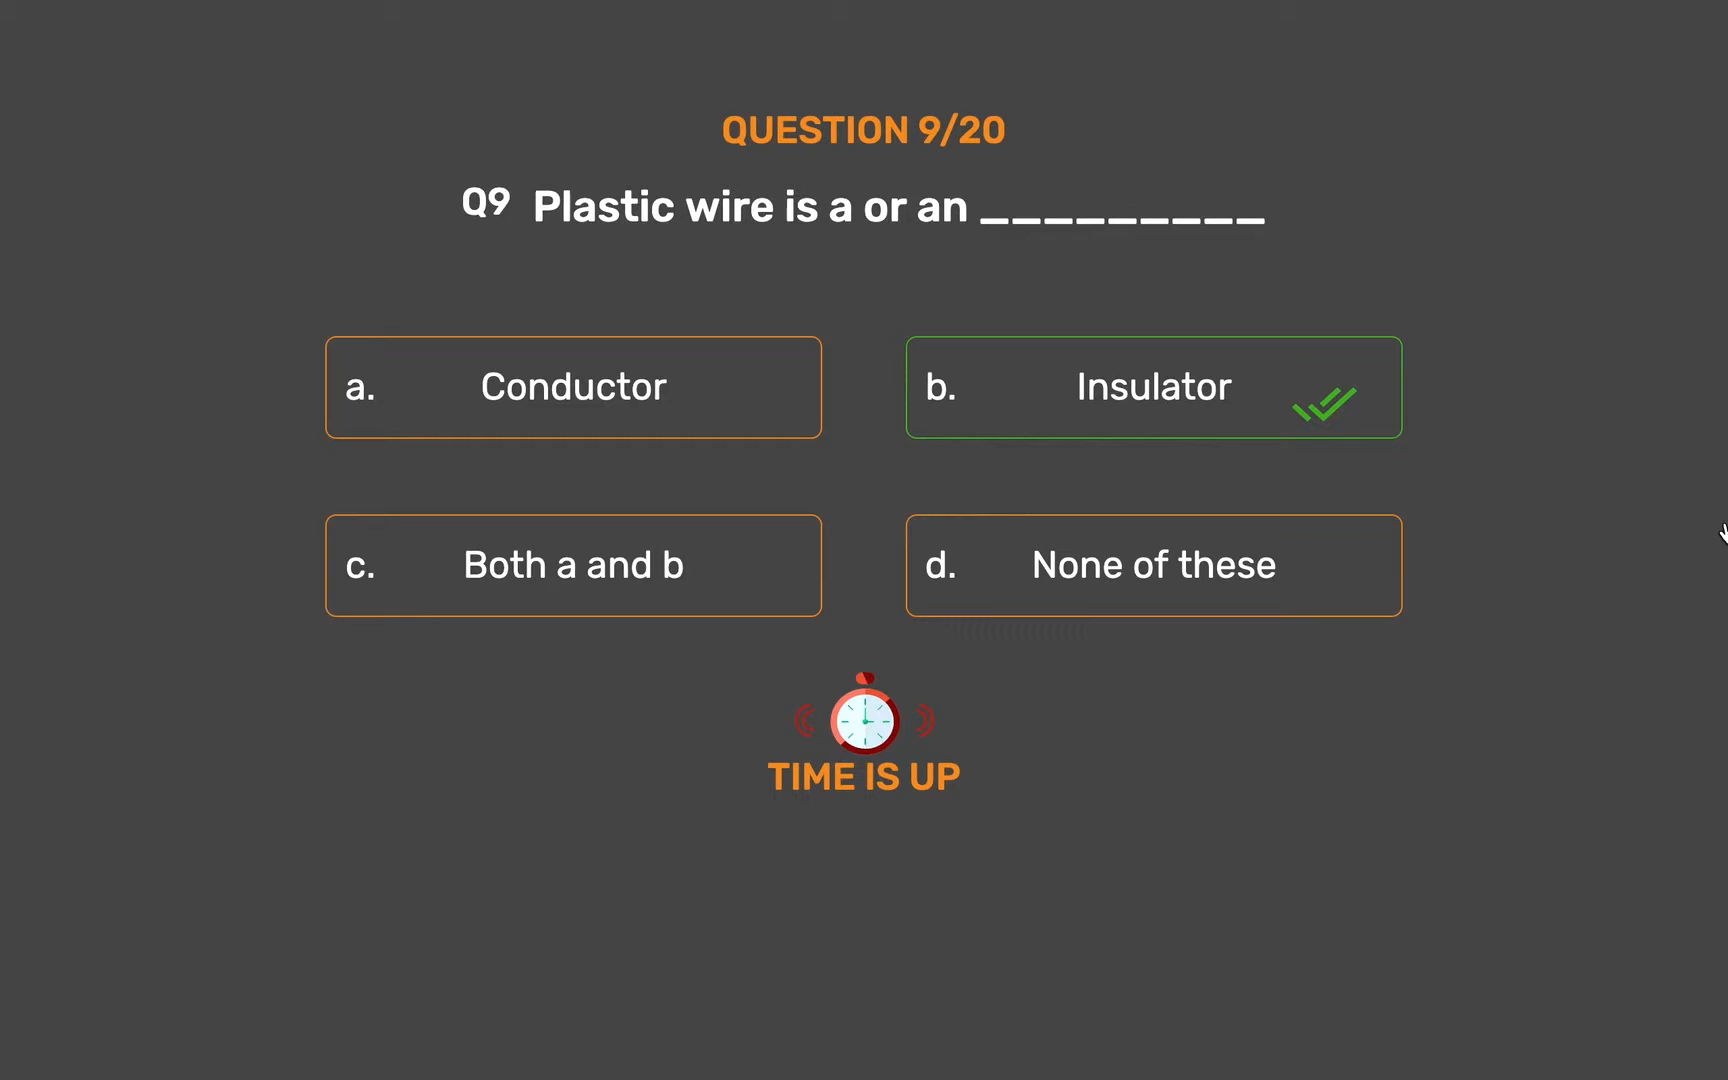 QUESTION 9/20
Q9 Plastic wire is a or an _________
a. Conductor
b. Insulator
c. Both a and b
d. None of these
TIME IS UP